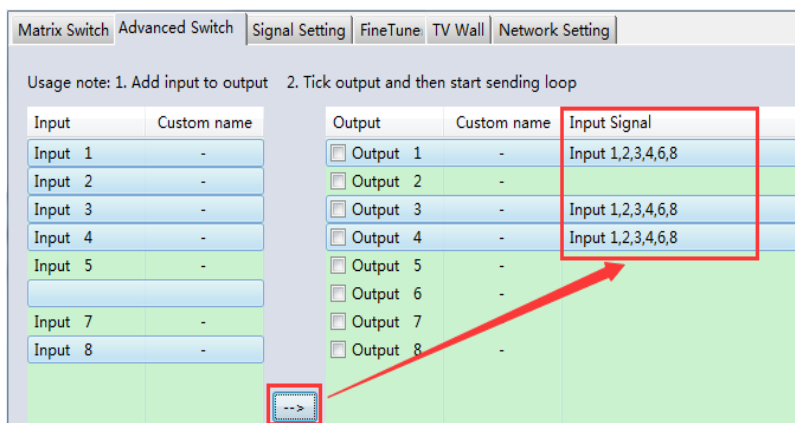 Matrix Switch Advanced Switch Signal Setting FineTune TV Wall Network Setting
Usage note: 1. Add input to output 2. Tick output and then start sending loop
Input Custom name Output Custom name Input Signal
Input 1 - Output 1 - Input 1,2,3,4,6,8
Input 2 - Output 2 -
Input 3 - Output 3 - Input 1,2,3,4,6,8
Input 4 - Output 4 - Input 1,2,3,4,6,8
Input 5 - Output 5 -
Output 6 -
Input 7 - Output 7
Input 8 - Output 8 -
-->